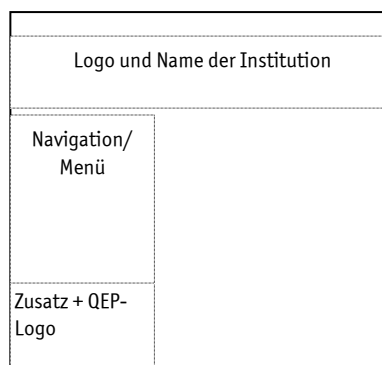 Logo und Name der Institution
Navigation/
Menü
Zusatz + QEP-
Logo